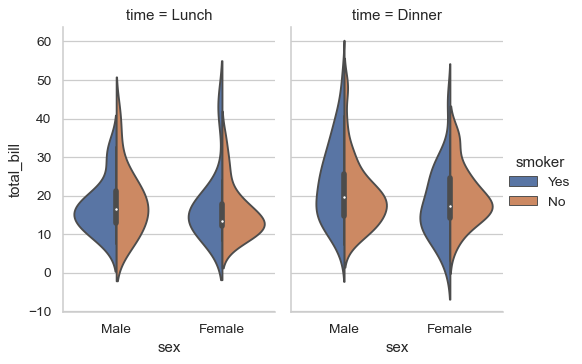 time = Lunch
time = Dinner
60
50
40
30
20
10
0
−10
total_bill
Male
Female
Male
Female
sex
sex
smoker
Yes
No